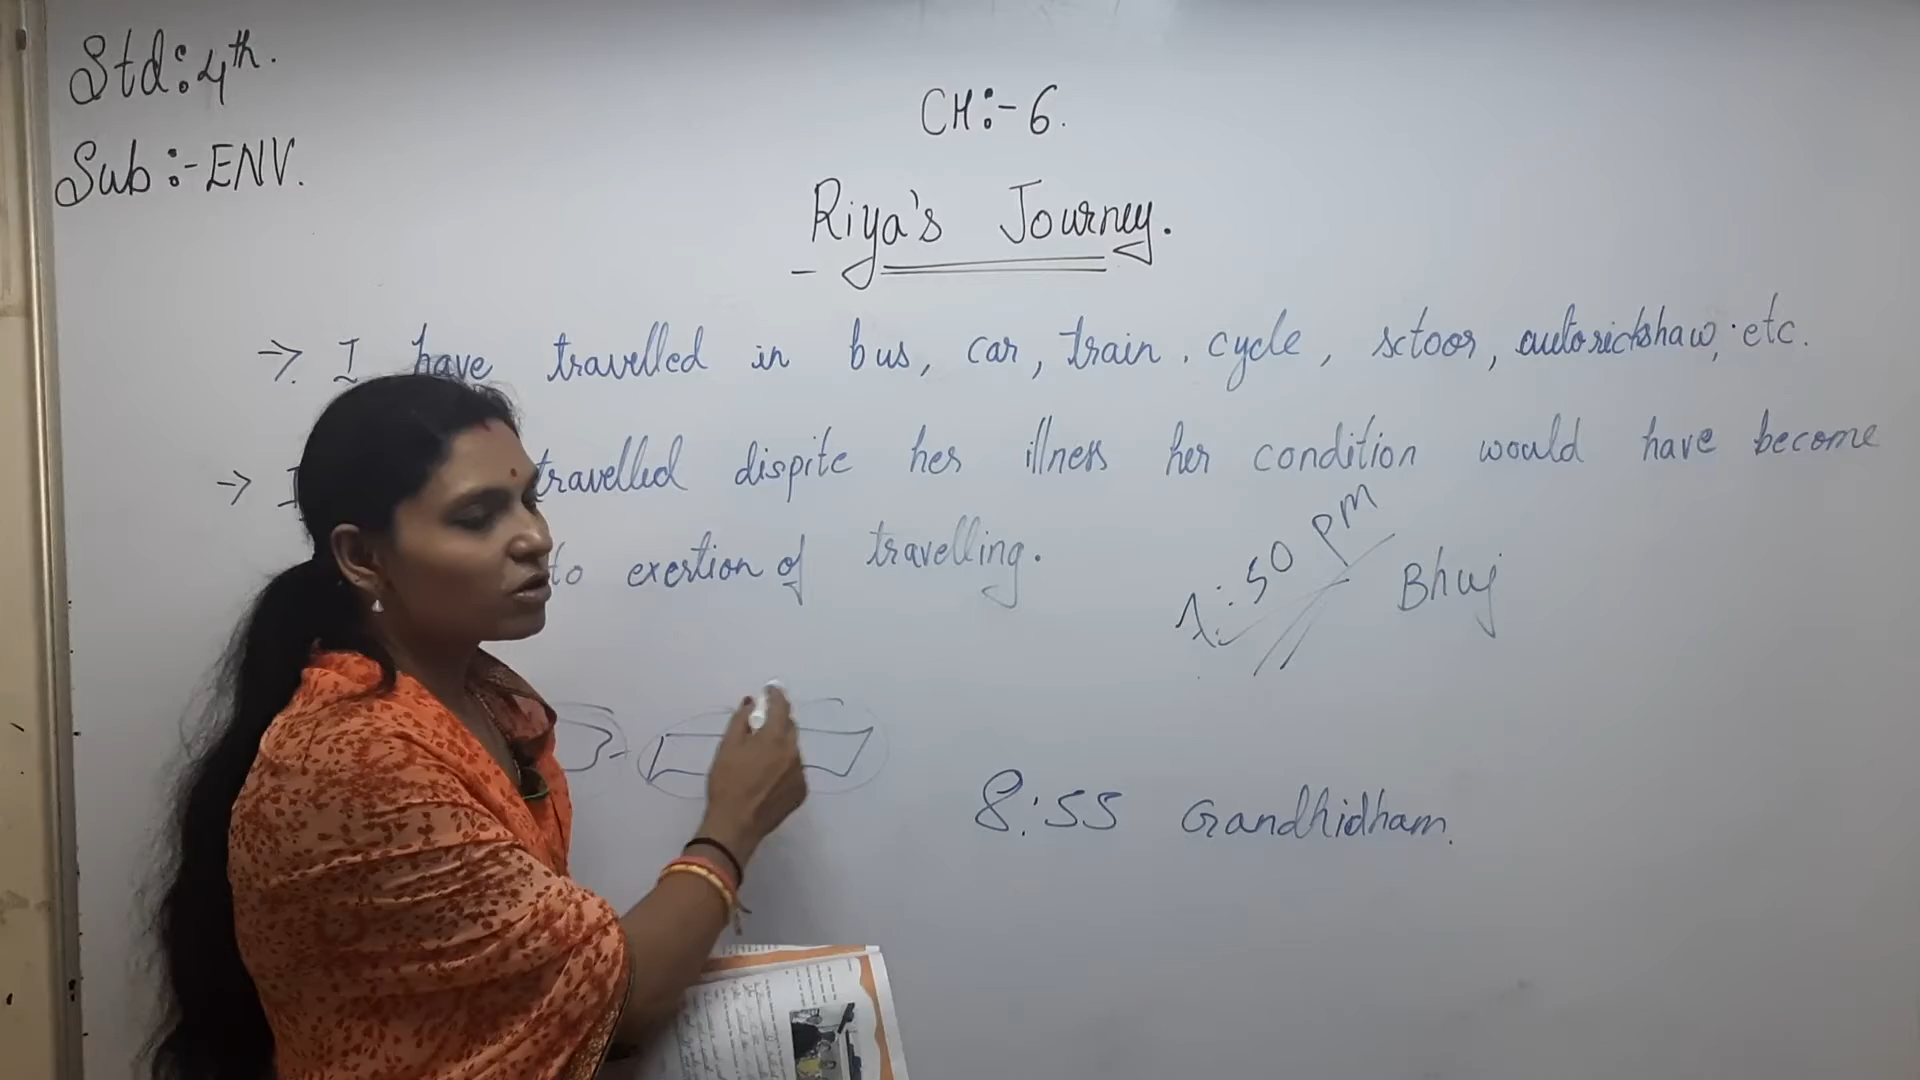 Std:4th.
Sub:-ENV.
CH:-6.
Riya's Journey.
→ I have travelled in bus, car, train. cycle, sctoor, autorickshaw, etc.
→ travelled dispite her illness her condition would have become
to exertion of travelling.
1:50 PM
Bhuj
8:55 Gandhidham.